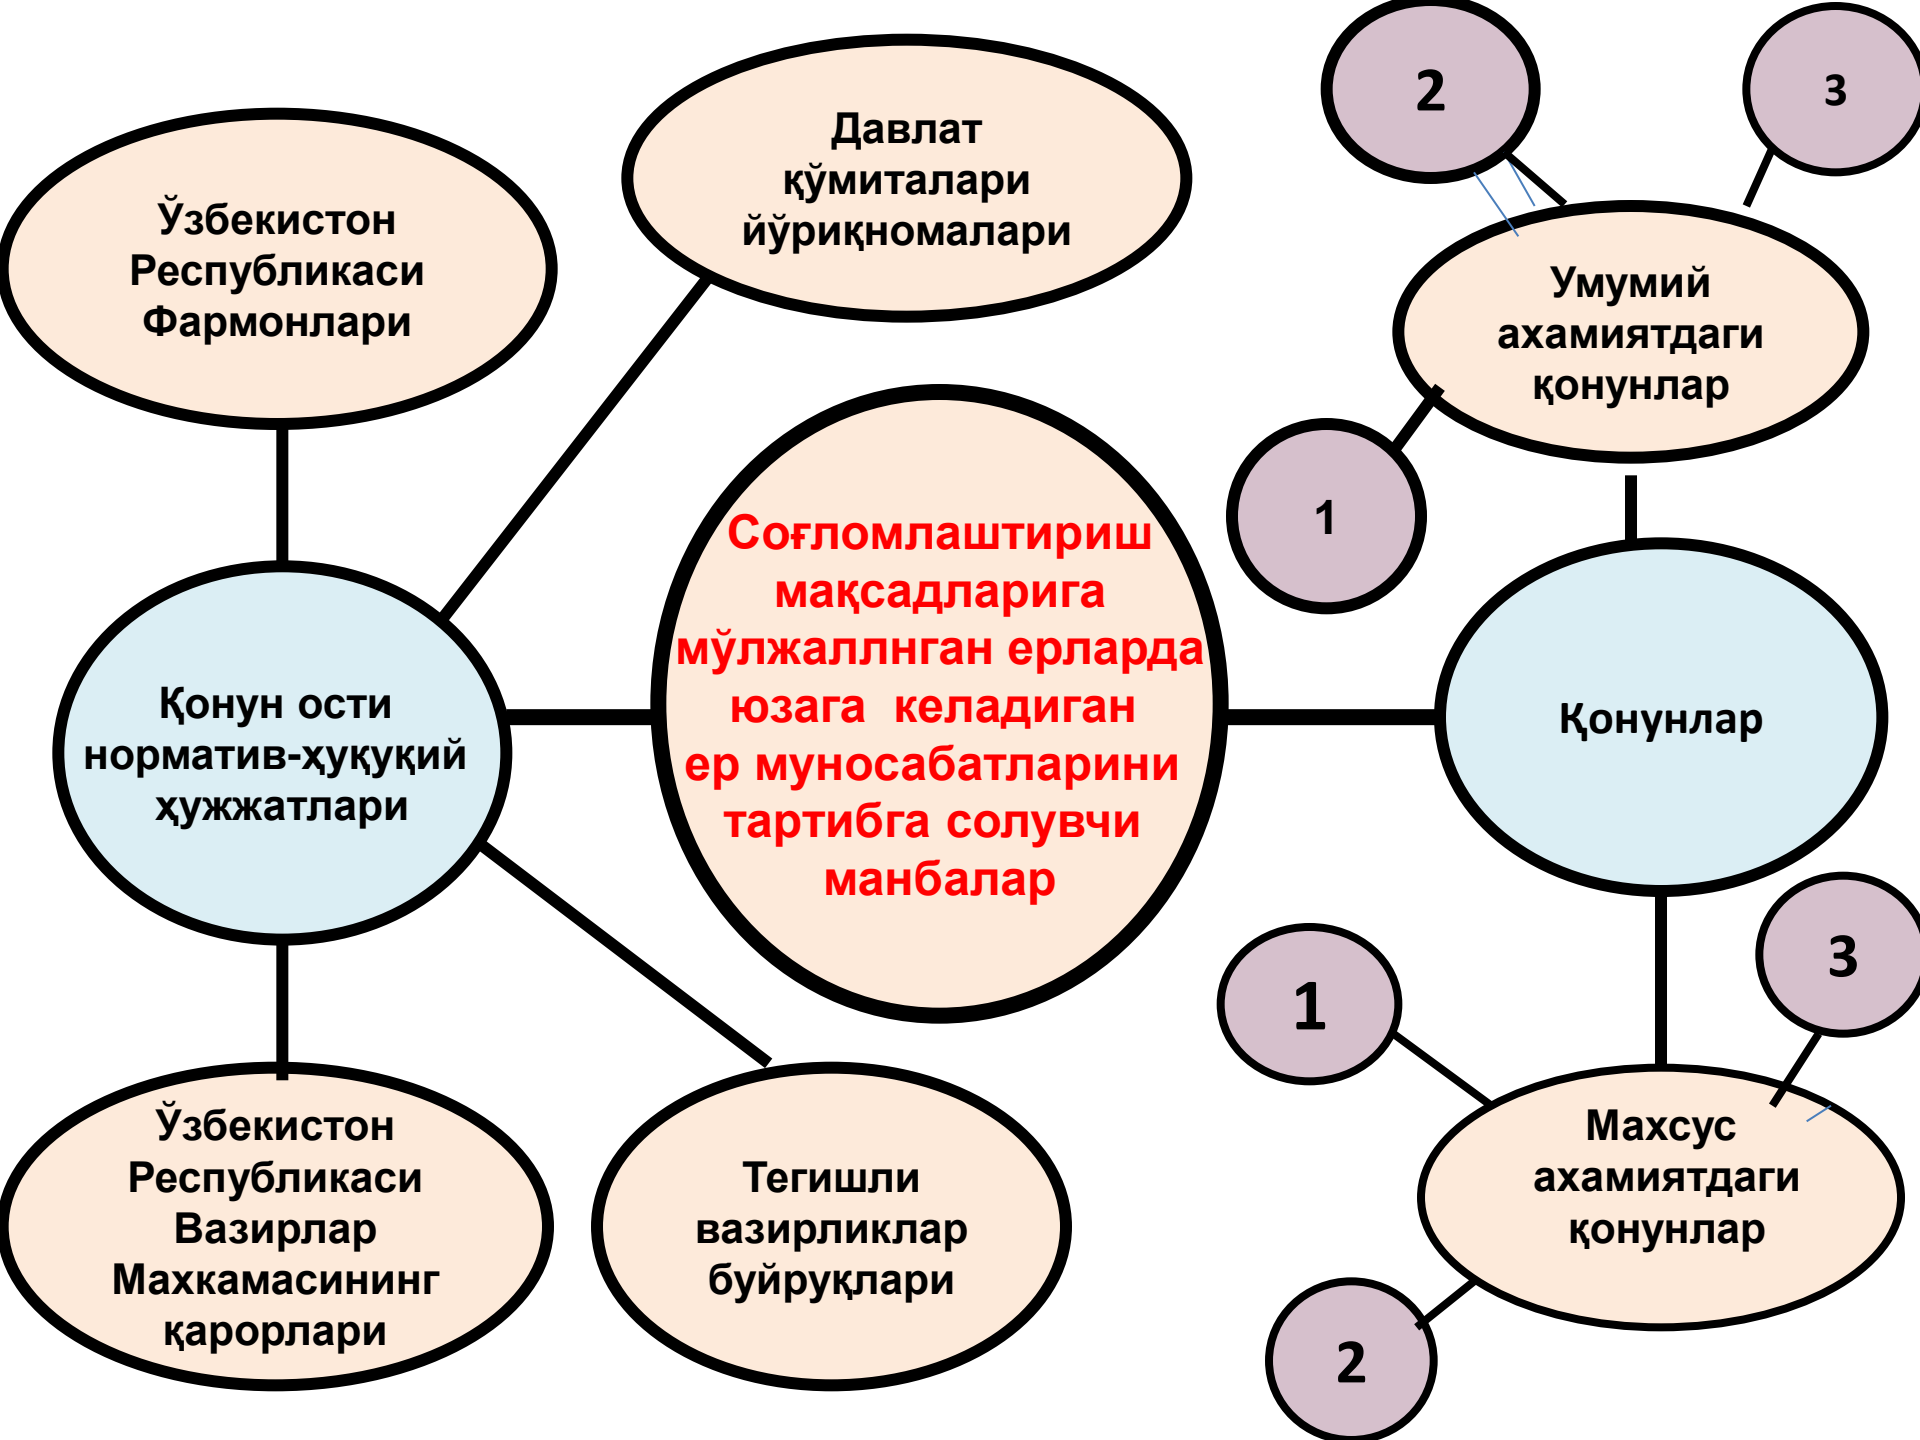 Ўзбекистон
Республикаси
Фармонлари
Давлат
қўмиталари
йўриқномалари
2
3
Умумий
ахамиятдаги
қонунлар
1
Соғломлаштириш
мақсадларига
мўлжаллнган ерларда
юзага келадиган
ер муносабатларини
тартибга солувчи
манбалар
Қонун ости
норматив-ҳуқуқий
ҳужжатлари
Қонунлар
1
3
Махсус
ахамиятдаги
қонунлар
2
Ўзбекистон
Республикаси
Вазирлар
Махкамасининг
қарорлари
Тегишли
вазирликлар
буйруқлари